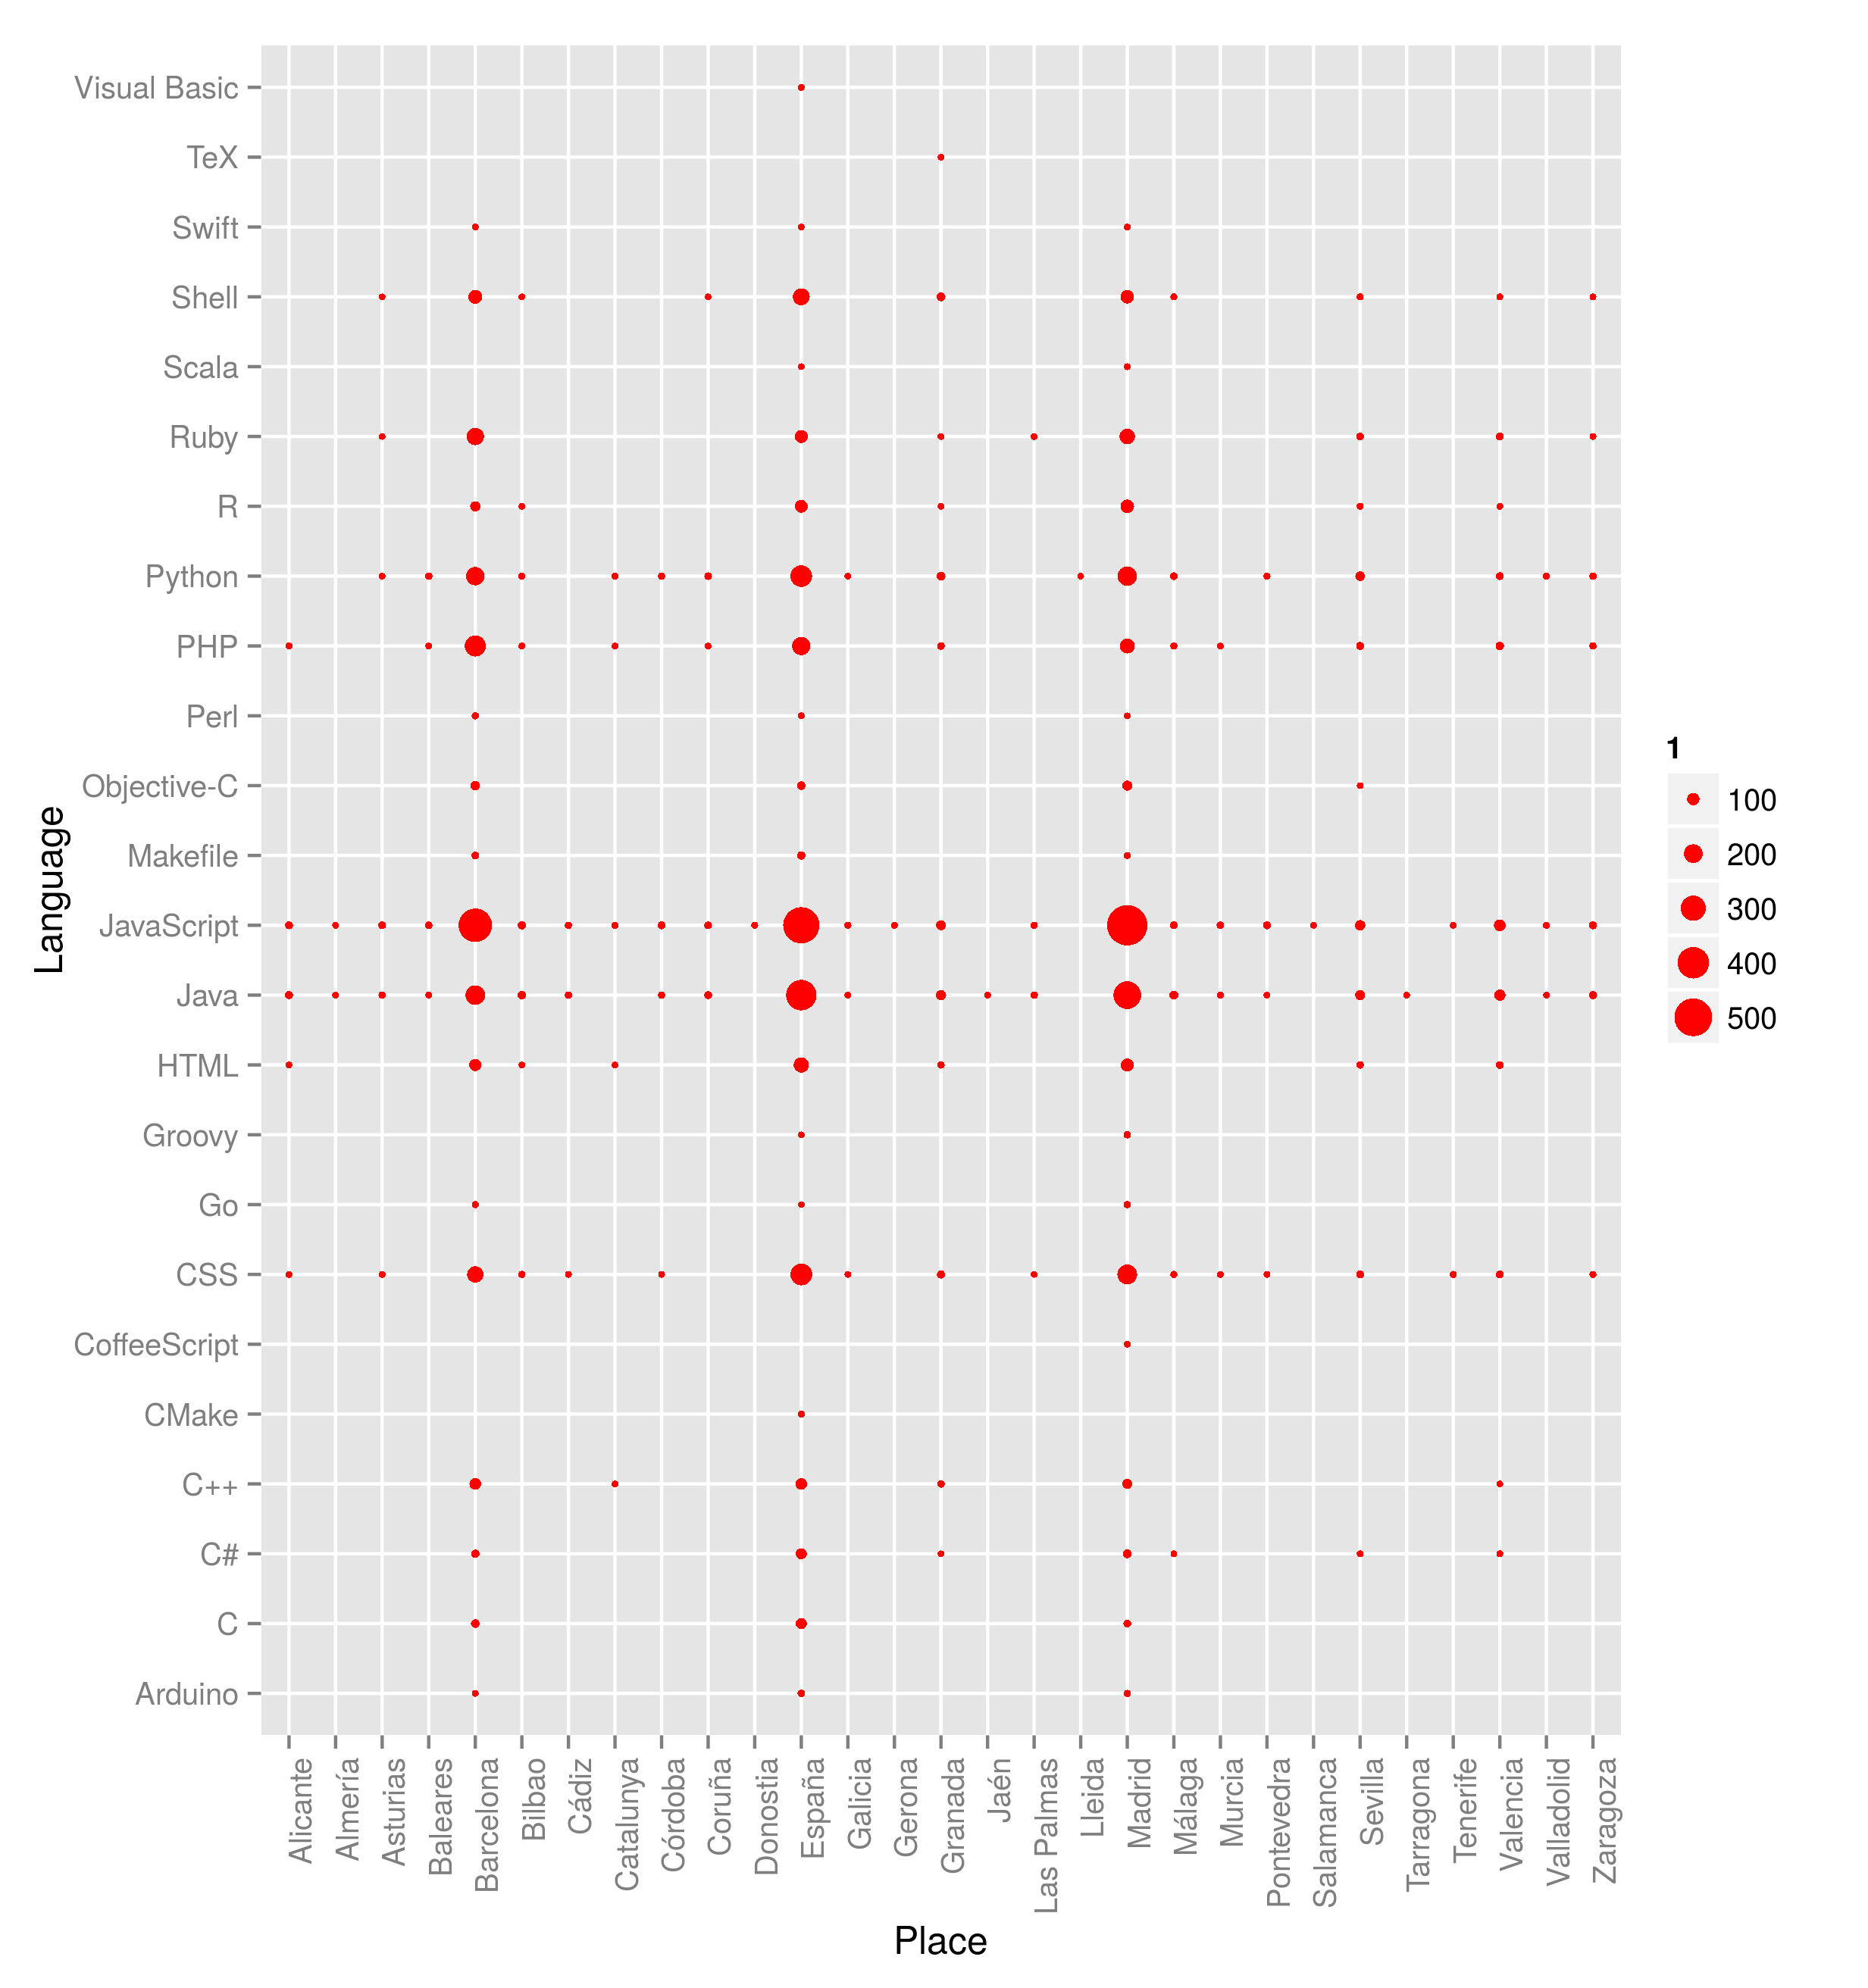 Visual Basic
TeX
Swift
Shell
Scala
Ruby
R
Python
PHP
Perl
Objective-C
Makefile
JavaScript
Java
HTML
Groovy
Go
CSS
CoffeeScript
CMake
C++
C#
C
Arduino
Language
Alicante
Almería
Asturias
Baleares
Barcelona
Bilbao
Cádiz
Catalunya
Córdoba
Coruña
Donostia
España
Galicia
Gerona
Granada
Jaén
Las Palmas
Lleida
Madrid
Málaga
Murcia
Pontevedra
Salamanca
Sevilla
Tarragona
Tenerife
Valencia
Valladolid
Zaragoza
Place
1
100
200
300
400
500